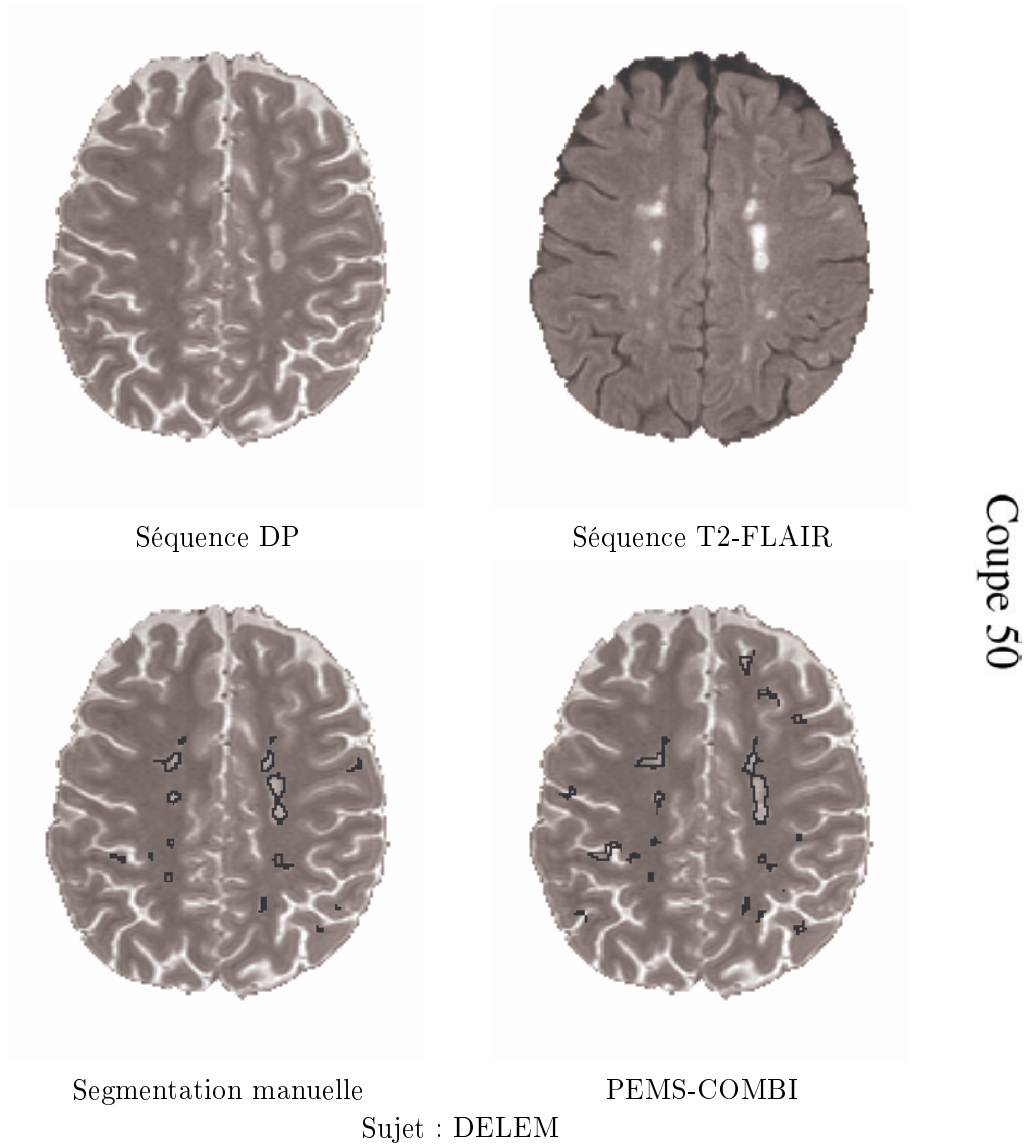 Séquence DP
Séquence T2-FLAIR
Coupe 50
Segmentation manuelle
PEMS-COMBI
Sujet : DELEM